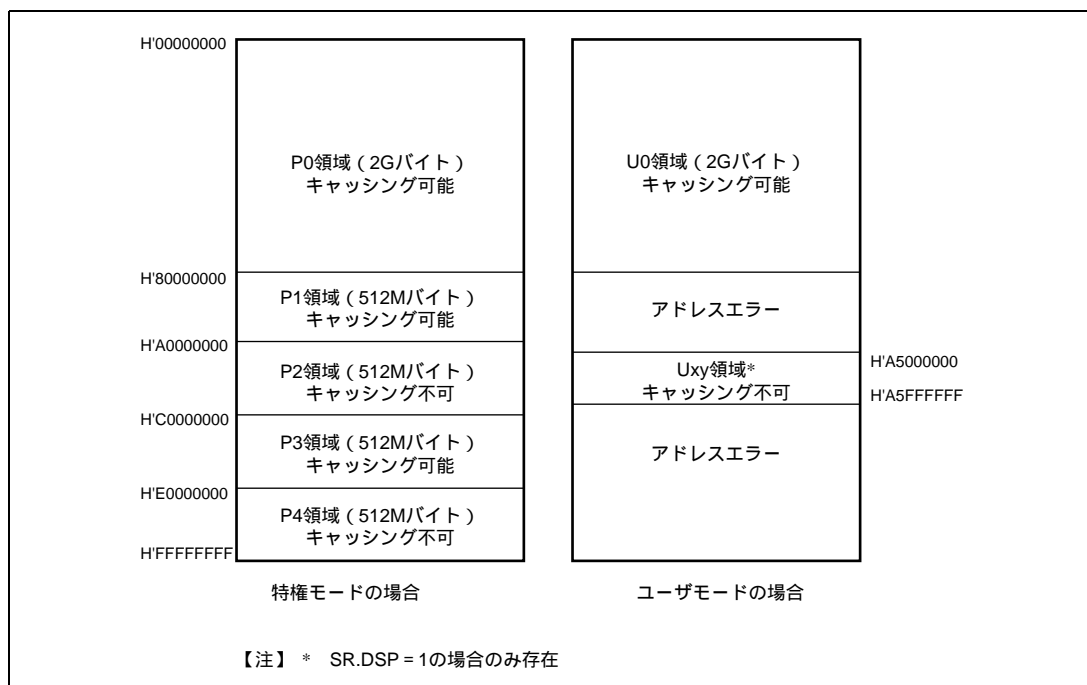 H'00000000
P0領域(2Gバイト)
キャッシング可能
H'80000000
P1領域(512Mバイト)
キャッシング可能
H'A0000000
P2領域(512Mバイト)
キャッシング不可
H'C0000000
P3領域(512Mバイト)
キャッシング可能
H'E0000000
P4領域(512Mバイト)
キャッシング不可
H'FFFFFFFF
特権モードの場合
U0領域(2Gバイト)
キャッシング可能
アドレスエラー
Uxy領域*
キャッシング不可
H'A5000000
H'A5FFFFFF
アドレスエラー
ユーザモードの場合
【注】 * SR.DSP = 1の場合のみ存在